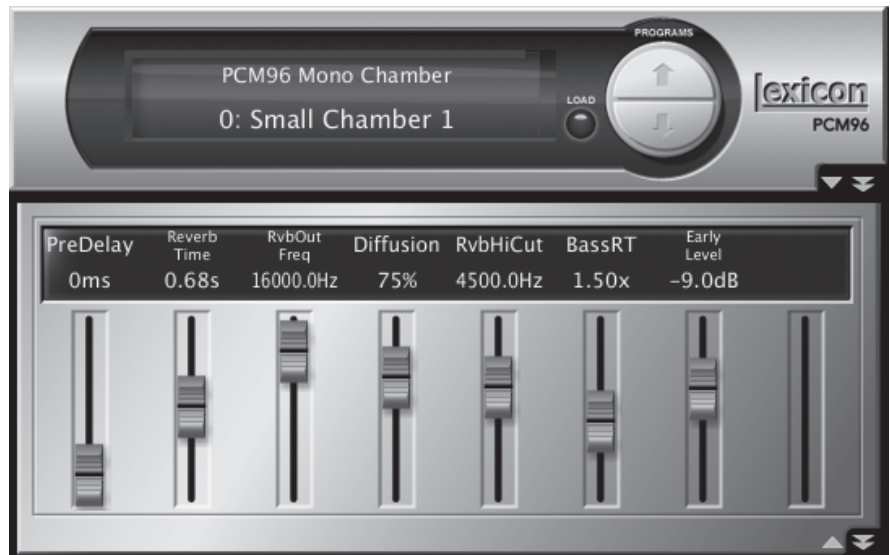 PROGRAMS
PCM96 Mono Chamber
0: Small Chamber 1
LOAD
lexicon
PCM96
PreDelay Reverb Time RvbOut Freq Diffusion RvbHiCut BassRT Early Level
0ms 0.68s 16000.0Hz 75% 4500.0Hz 1.50x -9.0dB